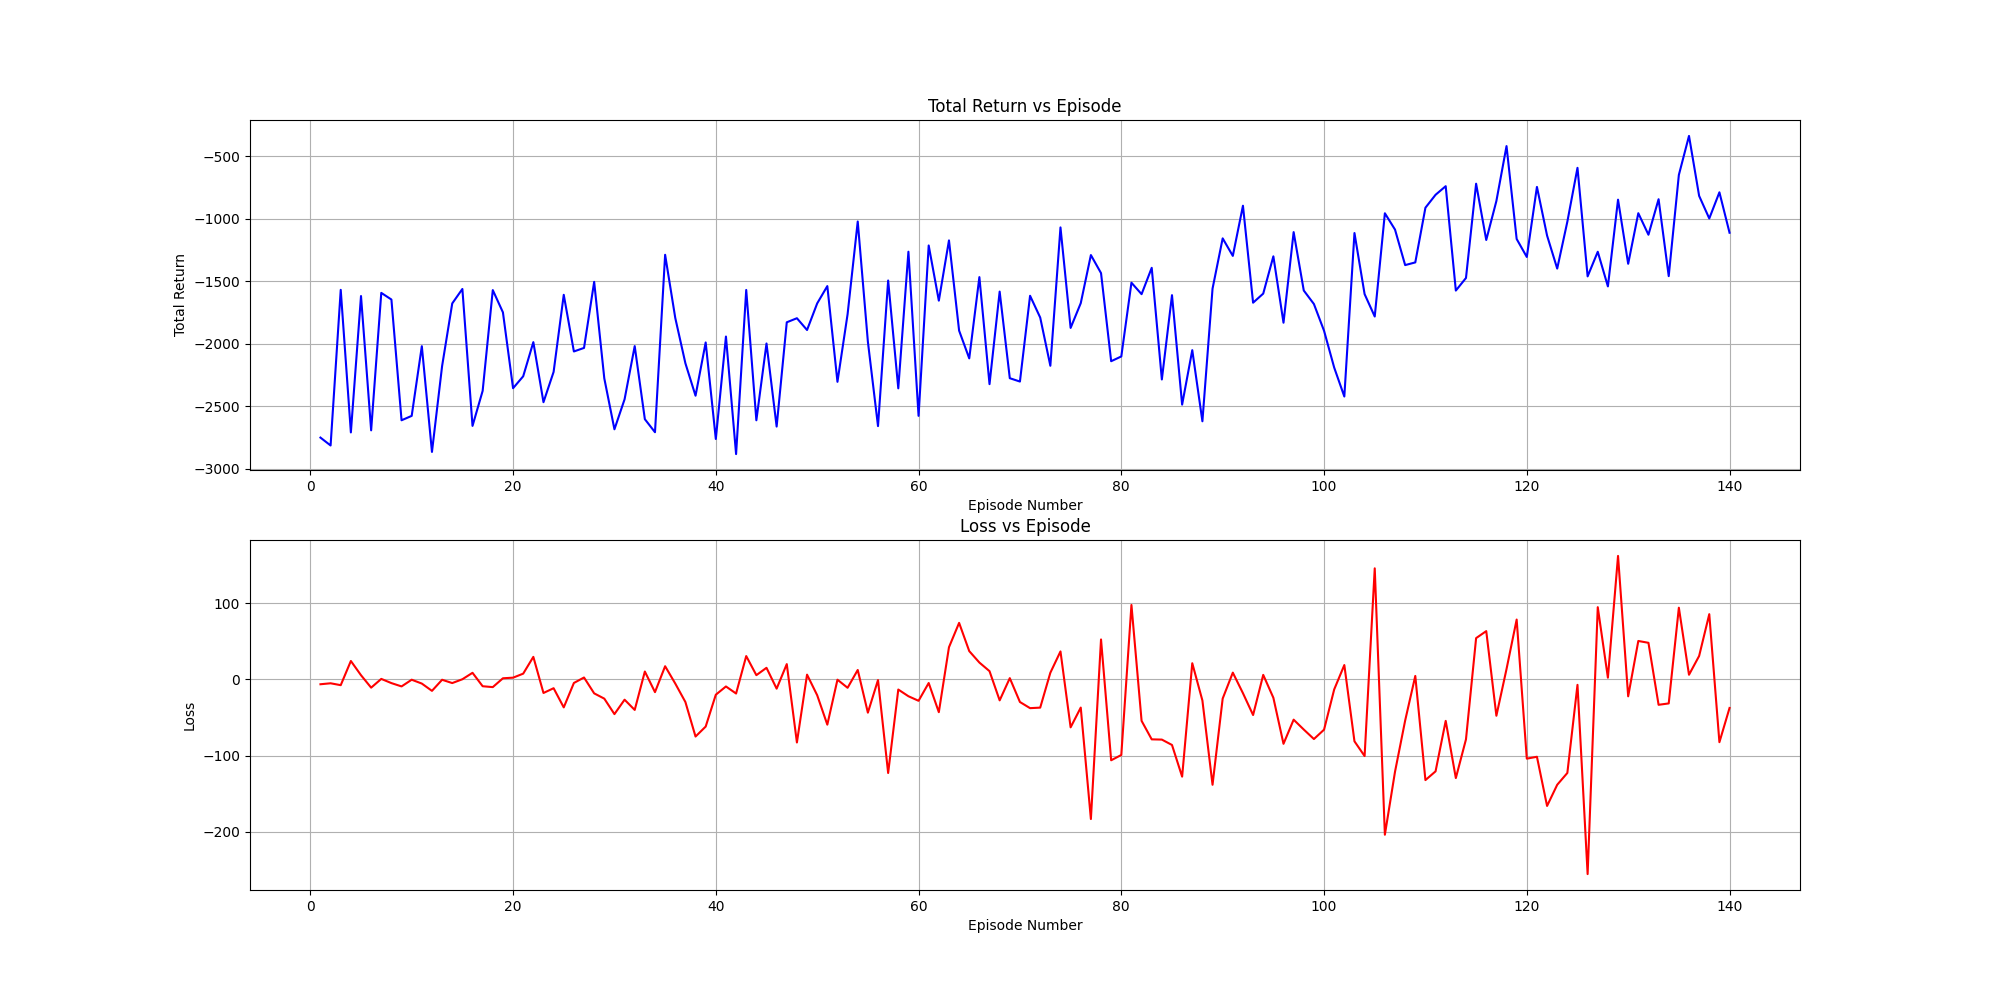 Total Return vs Episode
Total Return
−500
−1000
−1500
−2000
−2500
−3000
0 20 40 60 80 100 120 140
Episode Number
Loss vs Episode
Loss
100
0
−100
−200
0 20 40 60 80 100 120 140
Episode Number